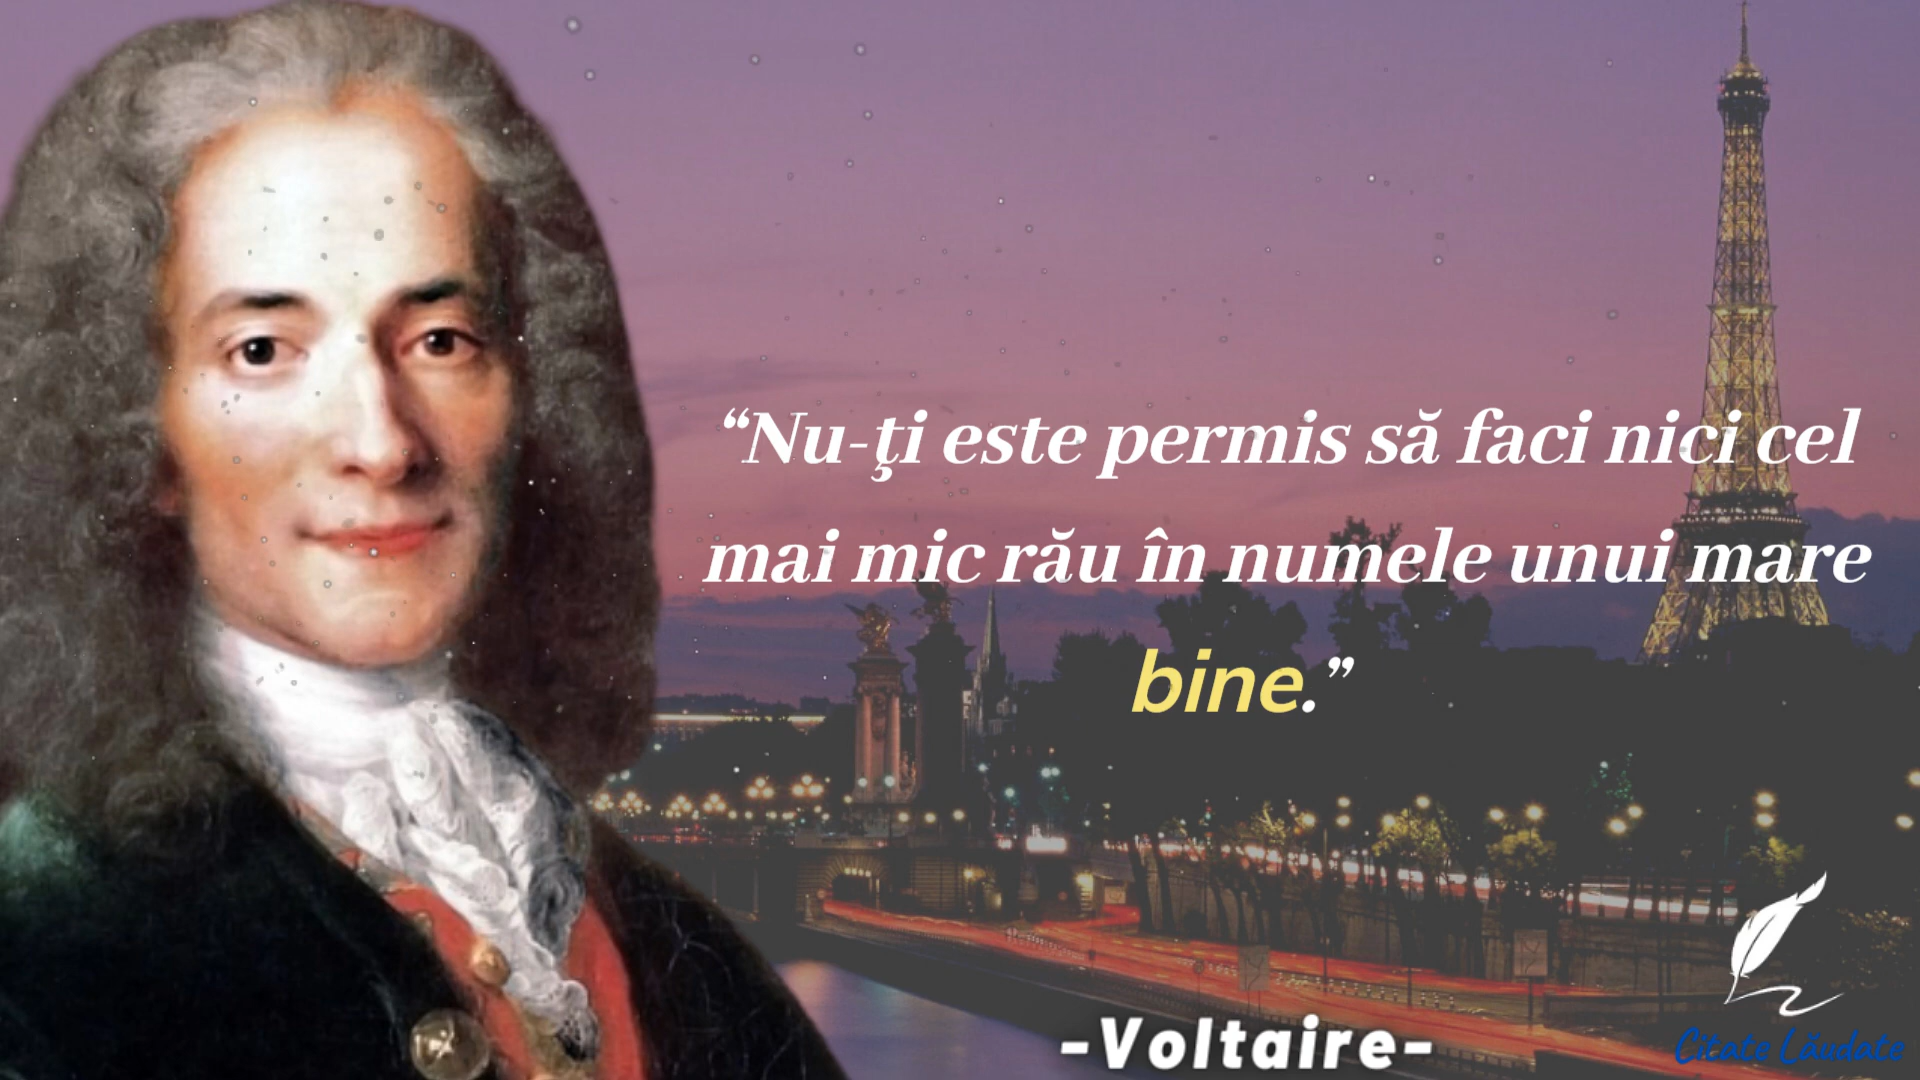 “Nu-ţi este permis să faci nici cel
mai mic rău în numele unui mare
bine.”
-Voltaire-
Citate Lăudate